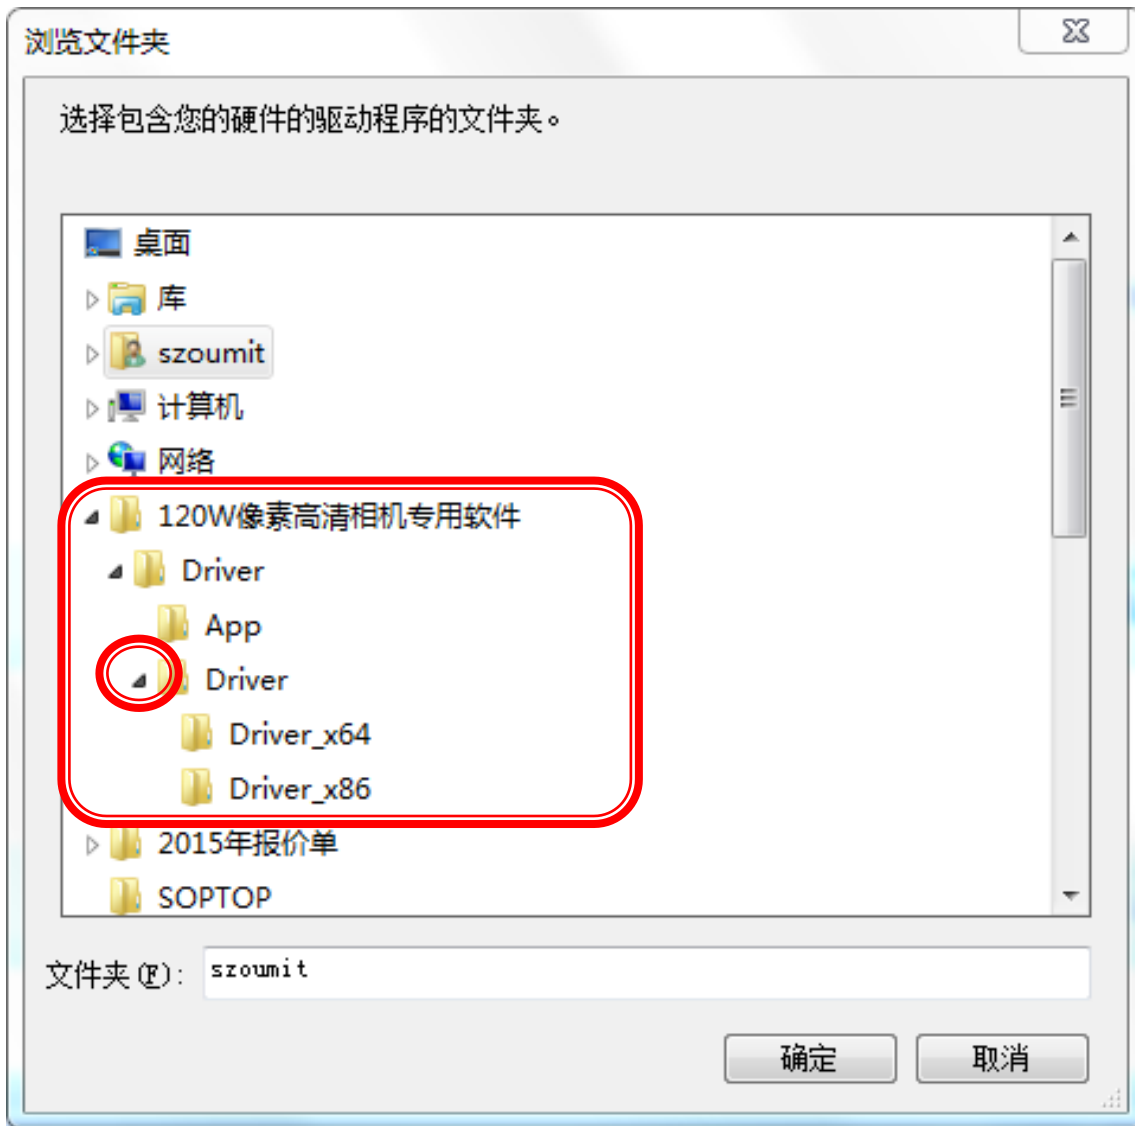 浏览文件夹
选择包含您的硬件的驱动程序的文件夹。
桌面
库
szoumit
计算机
网络
120W像素高清相机专用软件
Driver
App
Driver
Driver_x64
Driver_x86
2015年报价单
SOPTOP
文件夹(F): szoumit
确定 取消